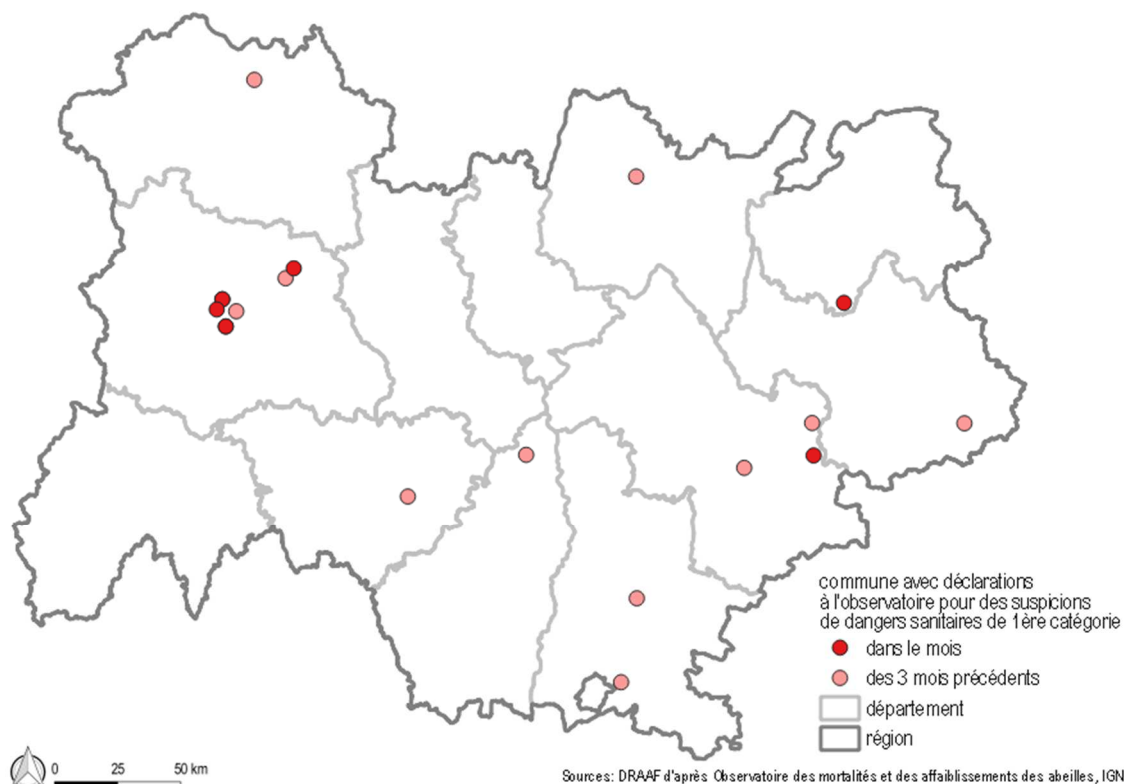 commune avec déclarations
à l'observatoire pour des suspicions
de dangers sanitaires de 1ère catégorie
dans le mois
des 3 mois précédents
département
région
0 25 50 km
Sources: DRAAF d'après Observatoire des mortalités et des affaiblissements des abeilles, IGN